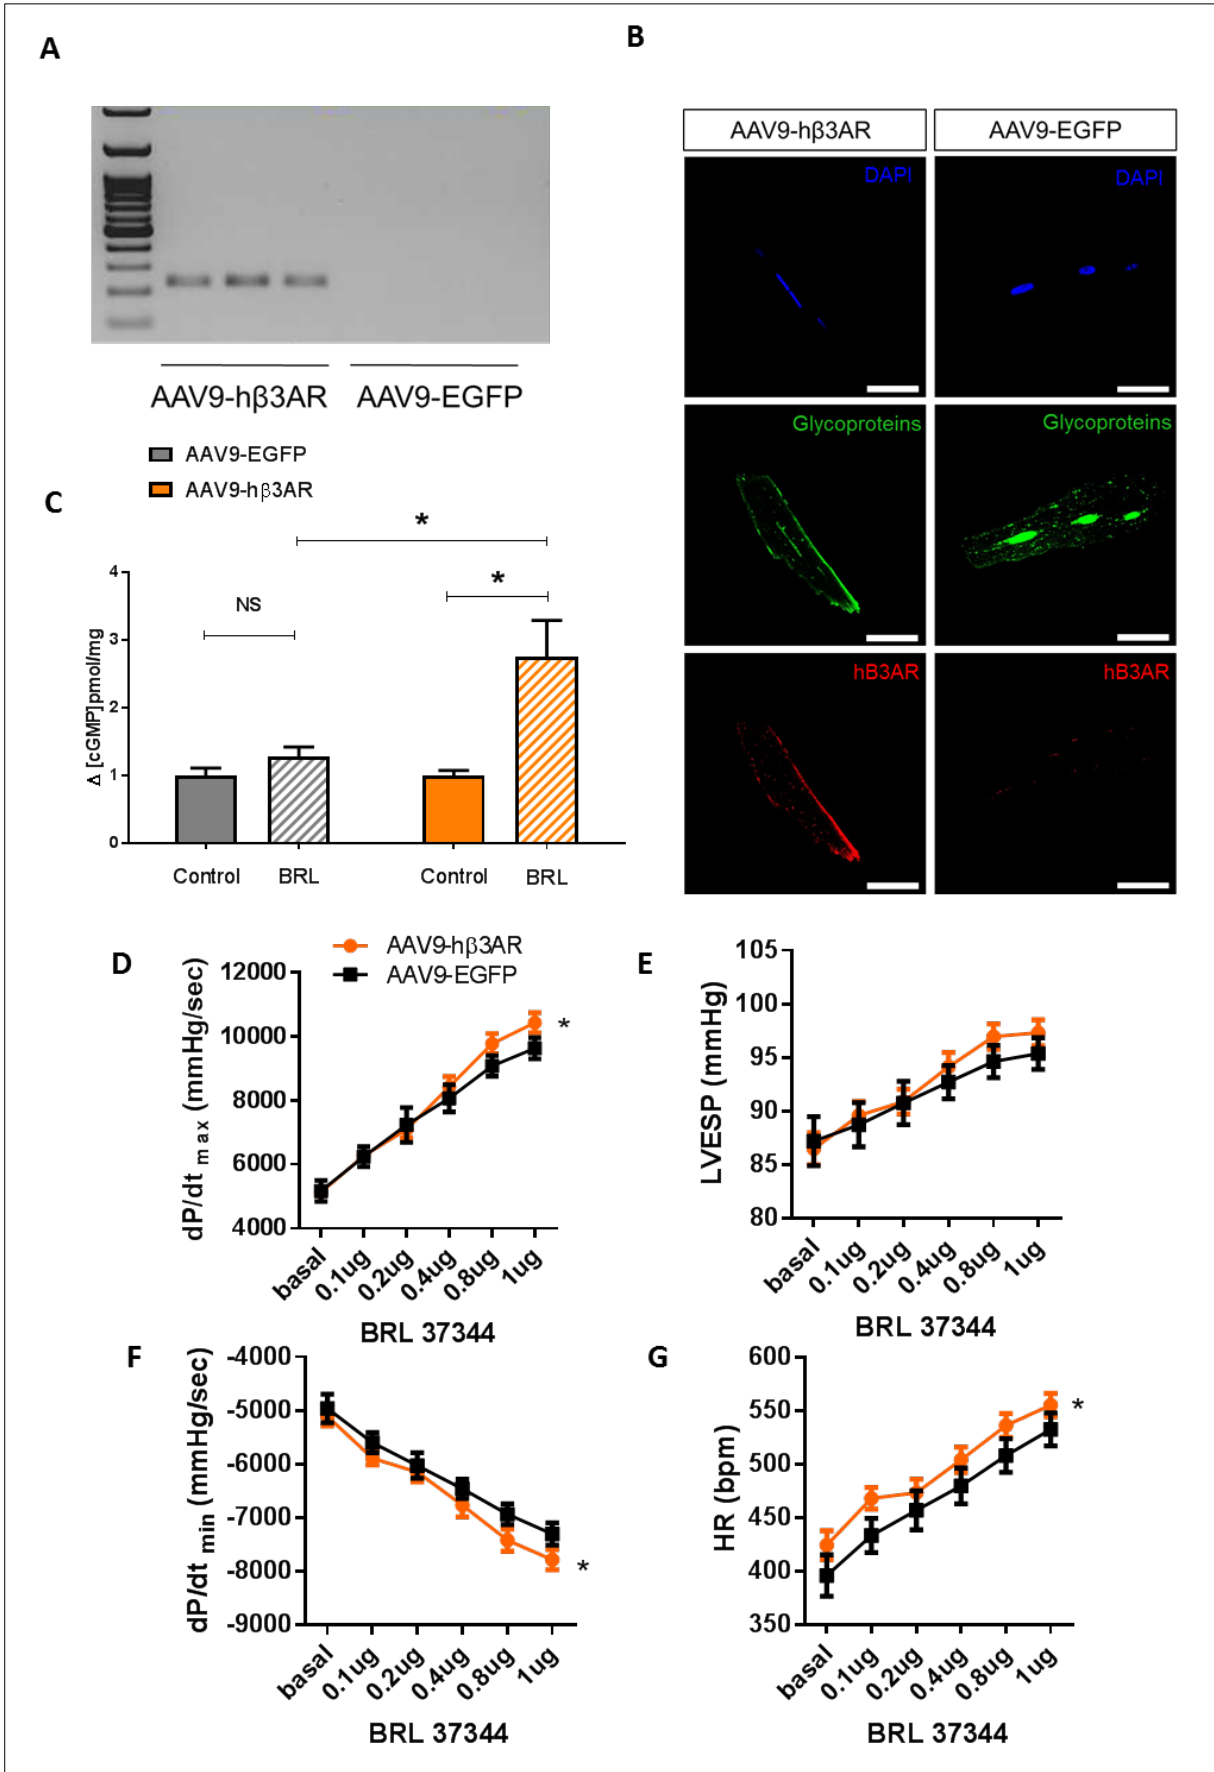 A
AAV9-hβ3AR
AAV9-EGFP
B
AAV9-hβ3AR
AAV9-EGFP
DAPI
DAPI
Glycoproteins
Glycoproteins
hB3AR
hB3AR
AAV9-EGFP
AAV9-hβ3AR
C
*
*
NS
Δ [cGMP]pmol/mg
4
3
2
1
0
Control
BRL
Control
BRL
D
AAV9-hβ3AR
AAV9-EGFP
dP/dt max (mmHg/sec)
12000
10000
8000
6000
4000
*
basal
0.1ug
0.2ug
0.4ug
0.8ug
1ug
BRL 37344
E
LVESP (mmHg)
105
100
95
90
85
80
basal
0.1ug
0.2ug
0.4ug
0.8ug
1ug
BRL 37344
F
dP/dt min (mmHg/sec)
-4000
-5000
-6000
-7000
-8000
-9000
*
basal
0.1ug
0.2ug
0.4ug
0.8ug
1ug
BRL 37344
G
HR (bpm)
600
550
500
450
400
350
*
basal
0.1ug
0.2ug
0.4ug
0.8ug
1ug
BRL 37344